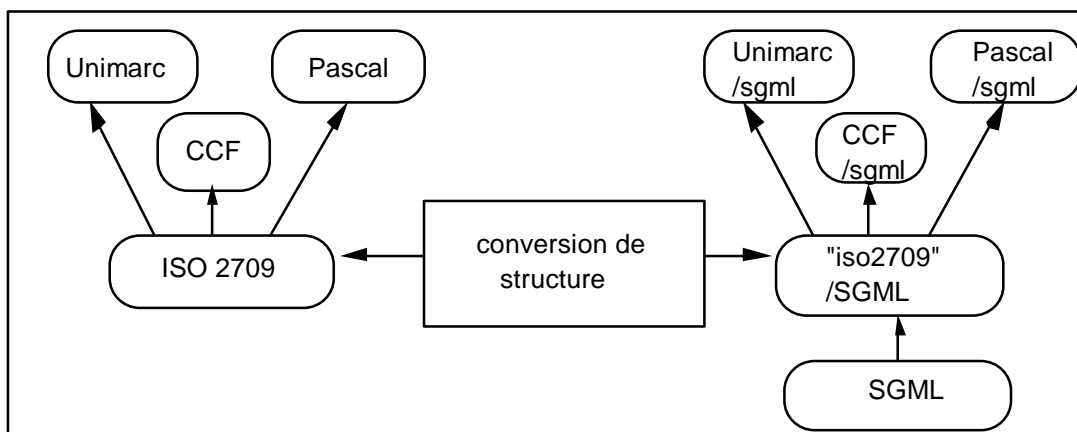 Unimarc
Pascal
CCF
ISO 2709
conversion de
structure
Unimarc
/sgml
Pascal
/sgml
CCF
/sgml
"iso2709"
/SGML
SGML